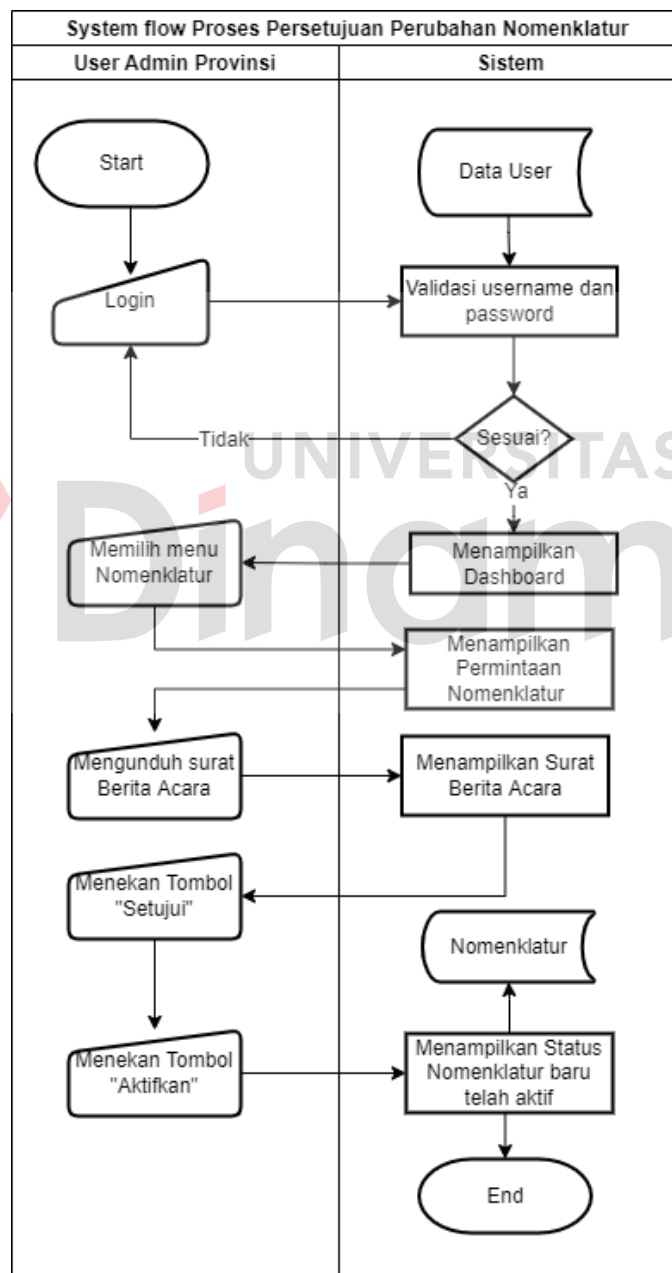 System flow Proses Persetujuan Perubahan Nomenklatur
User Admin Provinsi
Sistem
Start
Data User
Login
Validasi username dan
password
Sesuai?
Tidak
UNIVERSITAS
Ya
Dinam
Memilih menu
Nomenklatur
Menampilkan
Dashboard
Menampilkan
Permintaan
Nomenklatur
Mengunduh surat
Berita Acara
Menampilkan Surat
Berita Acara
Menekan Tombol
"Setujui"
Nomenklatur
Menekan Tombol
"Aktifkan"
Menampilkan Status
Nomenklatur baru
telah aktif
End